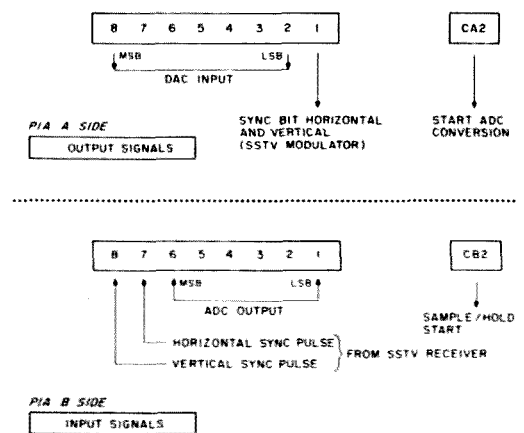 8 7 6 5 4 3 2 1
CA2
MSB LSB
DAC INPUT
SYNC BIT HORIZONTAL
AND VERTICAL
(SSTV MODULATOR)
START ADC
CONVERSION
PIA A SIDE
OUTPUT SIGNALS
8 7 6 5 4 3 2 1
CB2
MSB LSB
ADC OUTPUT
SAMPLE/HOLD
START
HORIZONTAL SYNC PULSE
VERTICAL SYNC PULSE
FROM SSTV RECEIVER
PIA B SIDE
INPUT SIGNALS